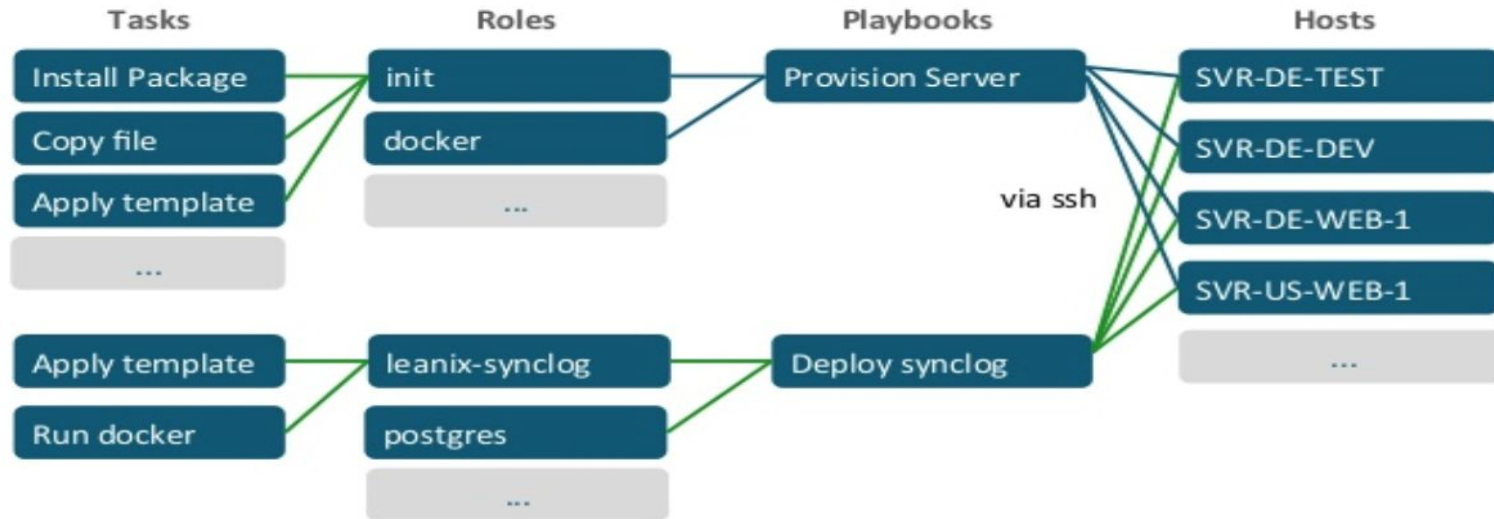 Tasks
Roles
Playbooks
Hosts
Install Package
init
Provision Server
SVR-DE-TEST
Copy file
docker
SVR-DE-DEV
Apply template
...
via ssh
SVR-DE-WEB-1
...
SVR-US-WEB-1
Apply template
leanix-synclog
Deploy synclog
...
Run docker
postgres
...